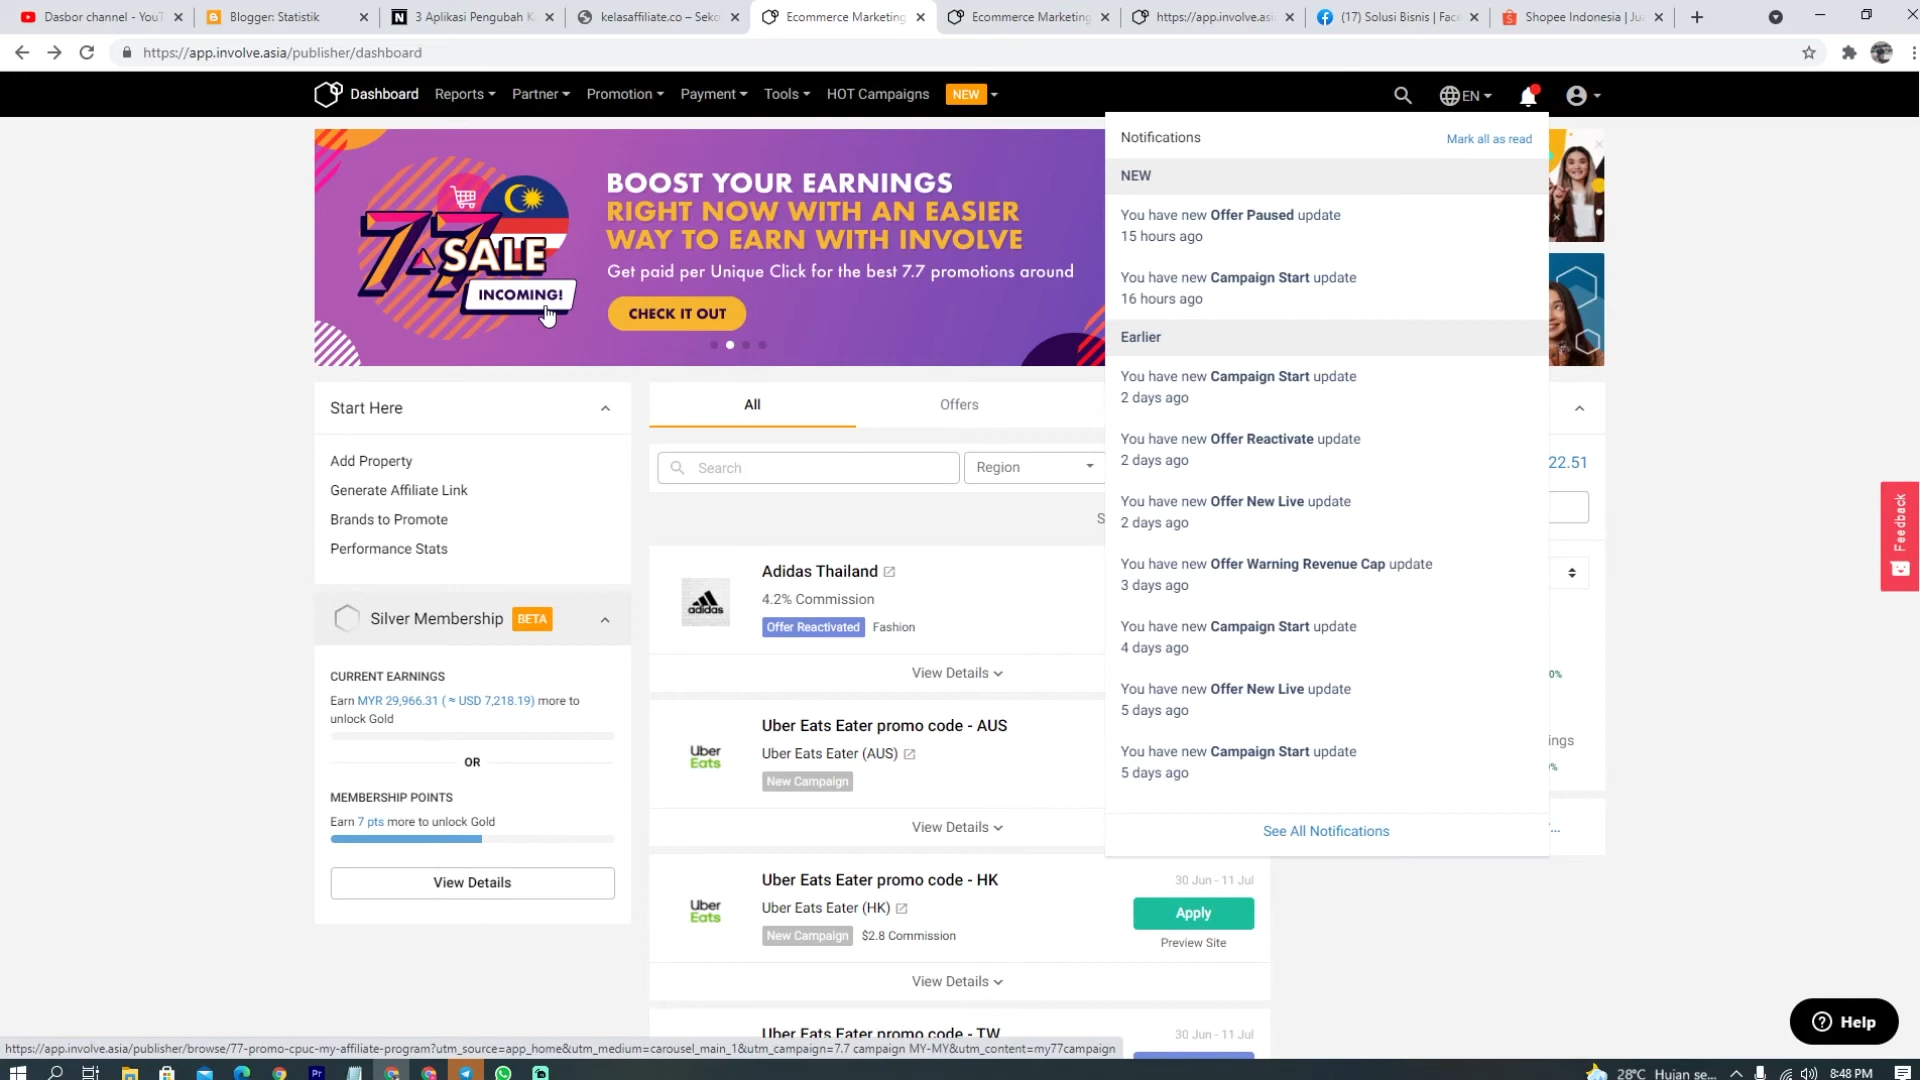 Dasbor channel - YouT
Blogger: Statistik
3 Aplikasi Pengubah K
kelasaffiliate.co – Seko
Ecommerce Marketing
Ecommerce Marketing
https://app.involve.asi
(17) Solusi Bisnis | Fac
Shopee Indonesia | Ju
https://app.involve.asia/publisher/dashboard
Dashboard
Reports
Partner
Promotion
Payment
Tools
HOT Campaigns
NEW
EN
7.7
SALE
INCOMING!
BOOST YOUR EARNINGS
RIGHT NOW WITH AN EASIER
WAY TO EARN WITH INVOLVE
Get paid per Unique Click for the best 7.7 promotions around
CHECK IT OUT
Notifications
Mark all as read
NEW
You have new Offer Paused update
15 hours ago
You have new Campaign Start update
16 hours ago
Earlier
You have new Campaign Start update
2 days ago
You have new Offer Reactivate update
2 days ago
You have new Offer New Live update
2 days ago
You have new Offer Warning Revenue Cap update
3 days ago
You have new Campaign Start update
4 days ago
You have new Offer New Live update
5 days ago
You have new Campaign Start update
5 days ago
See All Notifications
Start Here
Add Property
Generate Affiliate Link
Brands to Promote
Performance Stats
Silver Membership BETA
CURRENT EARNINGS
Earn MYR 29,966.31 ( ≈ USD 7,218.19) more to
unlock Gold
OR
MEMBERSHIP POINTS
Earn 7 pts more to unlock Gold
View Details
All
Offers
Search
Region
S
adidas
Adidas Thailand
4.2% Commission
Offer Reactivated
Fashion
View Details
Uber
Eats
Uber Eats Eater promo code - AUS
Uber Eats Eater (AUS)
New Campaign
View Details
Uber
Eats
Uber Eats Eater promo code - HK
Uber Eats Eater (HK)
New Campaign
$2.8 Commission
30 Jun - 11 Jul
Apply
Preview Site
View Details
Uber Eats Eater promo code - TW
30 Jun - 11 Jul
22.51
0%
ings
%
...
Feedback
Help
https://app.involve.asia/publisher/browse/77-promo-cpuc-my-affiliate-program?utm_source=app_home&utm_medium=carousel_main_1&utm_campaign=7.7 campaign MY-MY&utm_content=my77campaign
Pr
28°C Hujan se...
8:48 PM